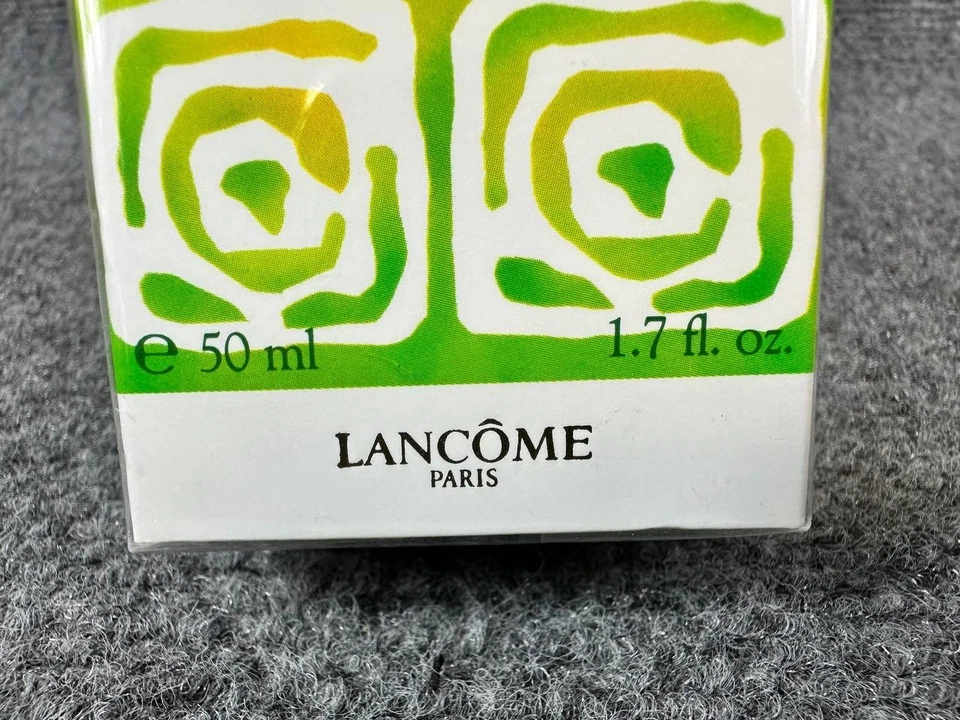 e 50 ml 1.7 fl. oz.
LANCÔME
PARIS